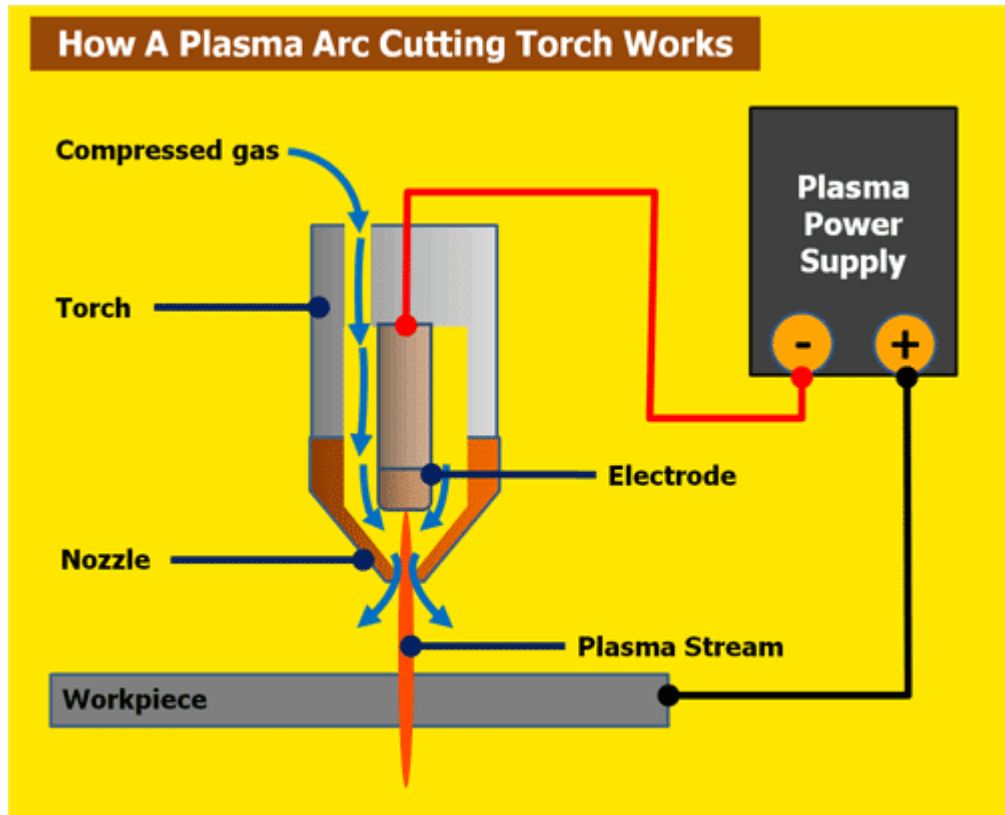 How A Plasma Arc Cutting Torch Works
Compressed gas
Plasma
Power
Supply
Torch
- +
Electrode
Nozzle
Plasma Stream
Workpiece